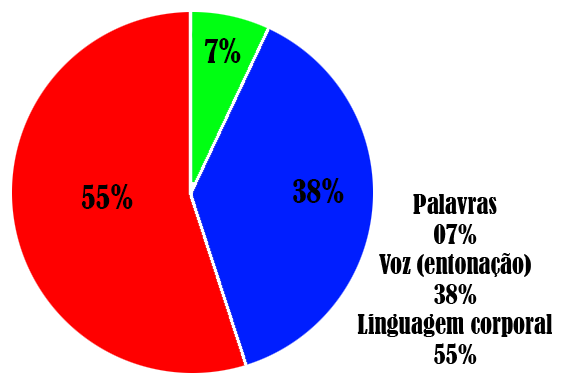 7%
55%
38%
Palavras
07%
Voz (entonação)
38%
Linguagem corporal
55%